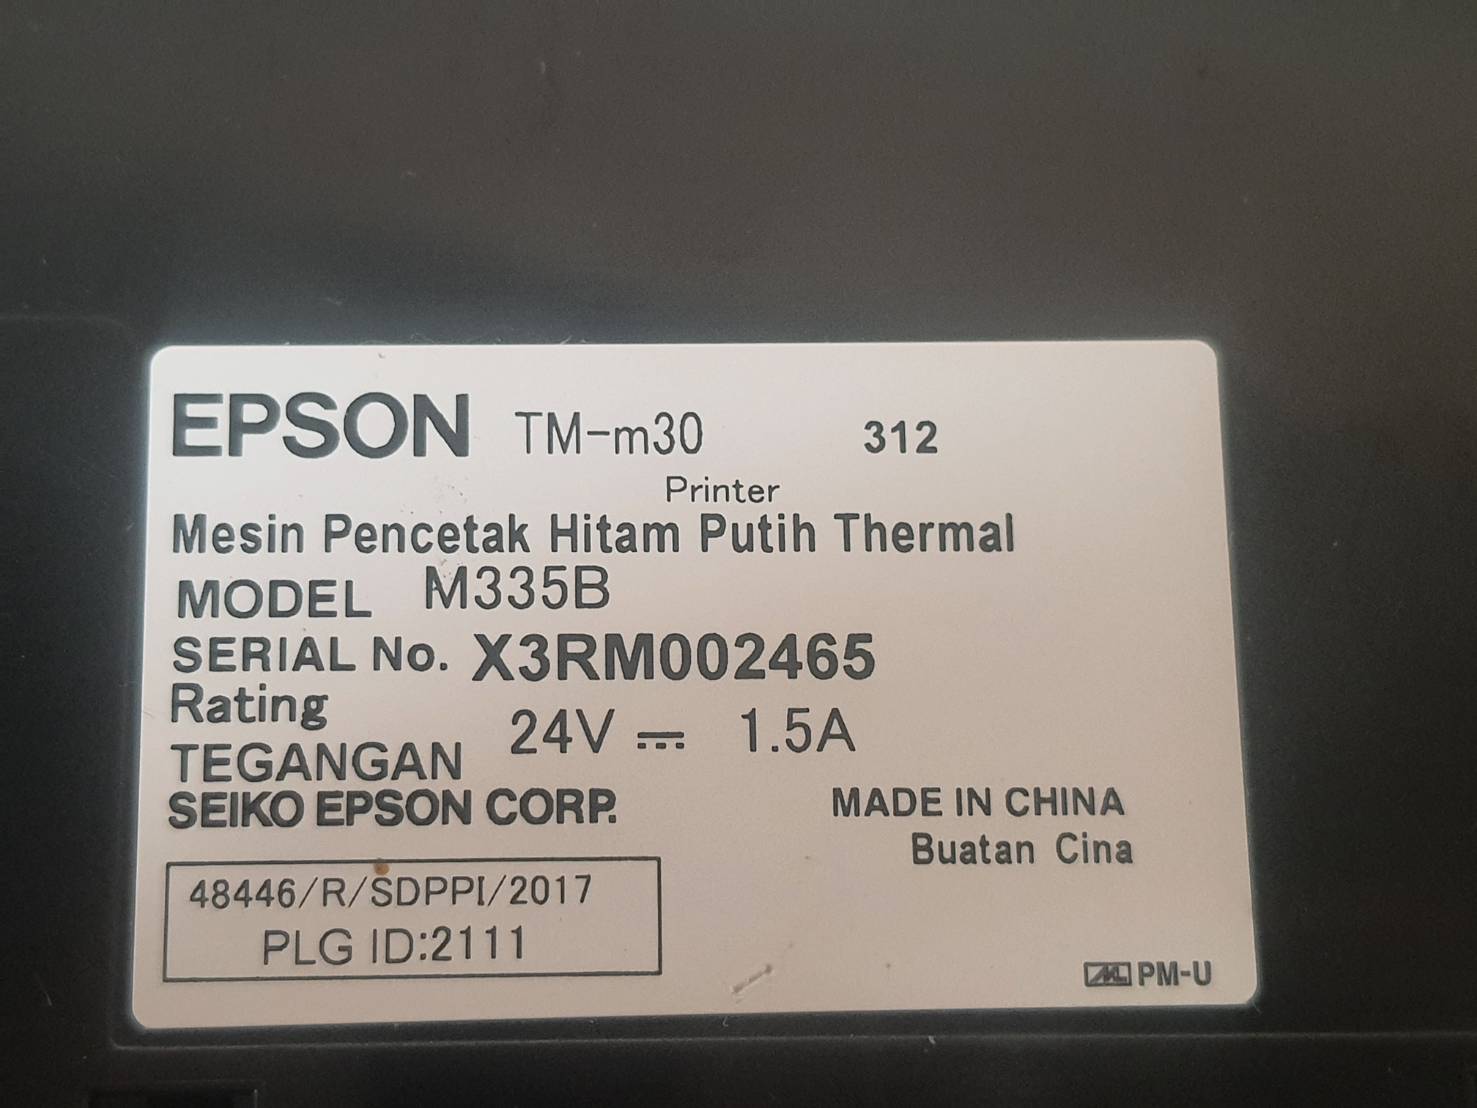 EPSON TM-m30 312
Printer
Mesin Pencetak Hitam Putih Thermal
MODEL M335B
SERIAL No. X3RM002465
Rating
TEGANGAN 24V ⎓ 1.5A
SEIKO EPSON CORP. MADE IN CHINA
Buatan Cina
48446/R/SDPPI/2017
PLG ID:2111
PM-U